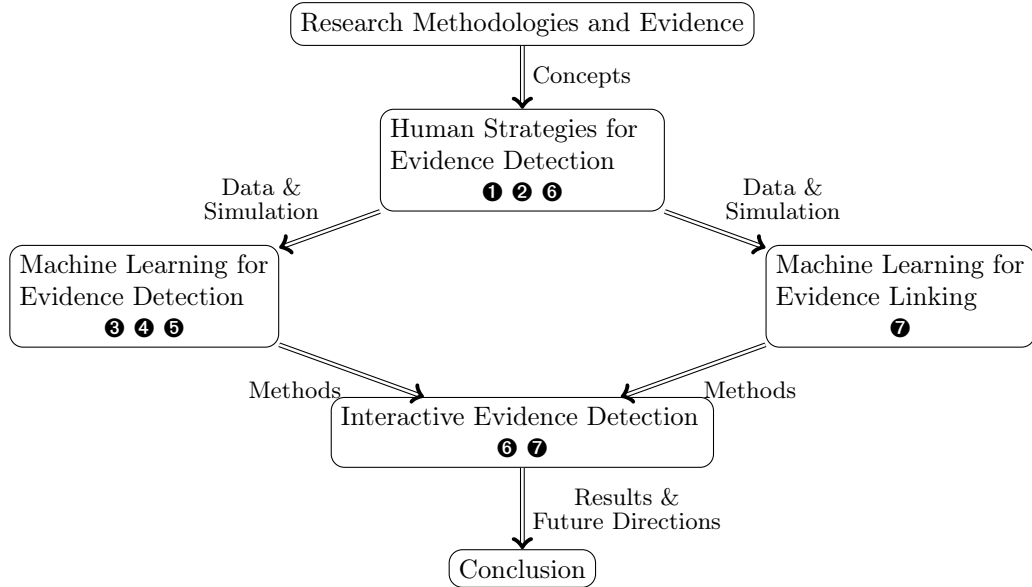 Research Methodologies and Evidence
Concepts
Human Strategies for
Evidence Detection
❶ ❷ ❻
Data &
Simulation
Data &
Simulation
Machine Learning for
Evidence Detection
❸ ❹ ❺
Machine Learning for
Evidence Linking
❼
Methods
Methods
Interactive Evidence Detection
❻ ❼
Results &
Future Directions
Conclusion